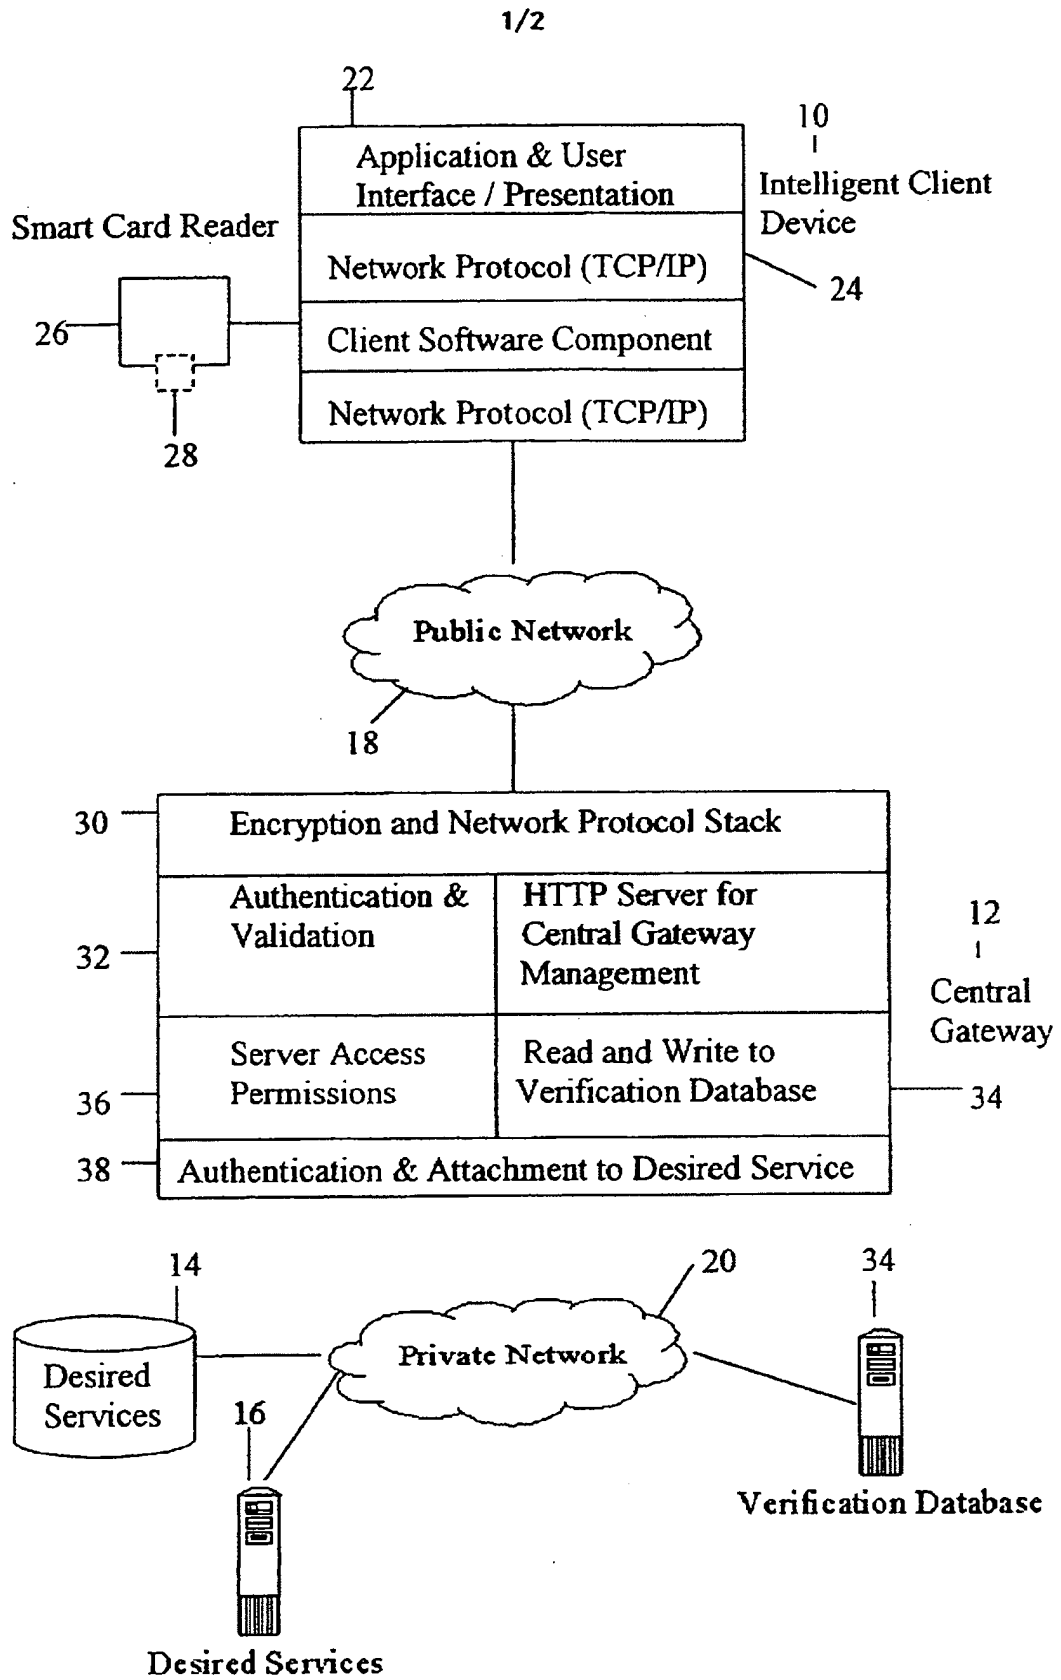 1/2
22
10
Application & User
Interface / Presentation
Intelligent Client
Device
Smart Card Reader
Network Protocol (TCP/IP)
24
26
Client Software Component
Network Protocol (TCP/IP)
28
Public Network
18
30
Encryption and Network Protocol Stack
Authentication &
Validation
HTTP Server for
Central Gateway
Management
32
12
Central
Gateway
Server Access
Permissions
Read and Write to
Verification Database
36
34
38
Authentication & Attachment to Desired Service
14
20
34
Private Network
Desired
Services
16
Verification Database
Desired Services